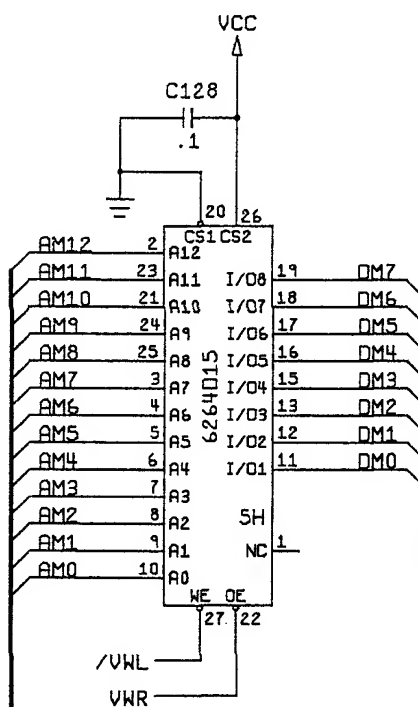 VCC
C128
.1
20 26
CS1 CS2
AM12 2 A12
AM11 23 A11 I/O8 19 DM7
AM10 21 A10 I/O7 18 DM6
AM9 24 A9 I/O6 17 DM5
AM8 25 A8 I/O5 16 DM4
AM7 3 A7 I/O4 15 DM3
AM6 4 A6 I/O3 13 DM2
AM5 5 A5 I/O2 12 DM1
AM4 6 A4 I/O1 11 DM0
6264D15
AM3 7 A3
AM2 8 A2 5H
AM1 9 A1 NC 1
AM0 10 A0
WE OE
27 22
/VWL
VWR